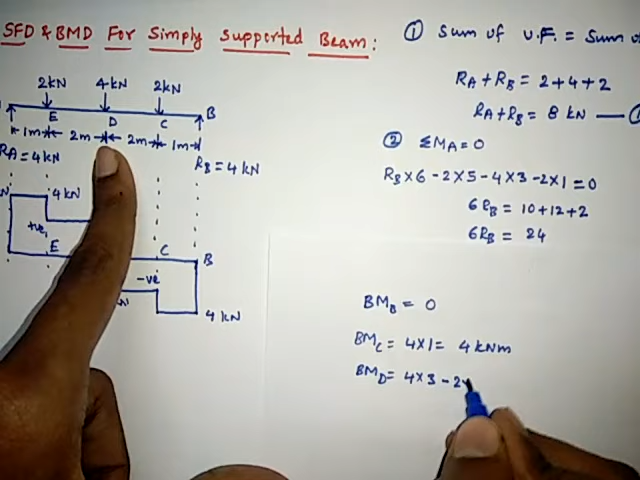 SFD & BMD For Simply Supported Beam:
2kN 4kN 2kN
E D C B
1m 2m 2m 1m
RA = 4 kN RB = 4 kN
4 kN
+ve
E C B
-ve
4 kN
① Sum of V.F. = Sum of
RA + RB = 2+4+2
RA + RB = 8 kN
② ΣMA = 0
RB × 6 - 2 × 5 - 4 × 3 - 2 × 1 = 0
6RB = 10 + 12 + 2
6RB = 24
BMB = 0
BMC = 4 × 1 = 4 kNm
BMD = 4 × 3 - 2